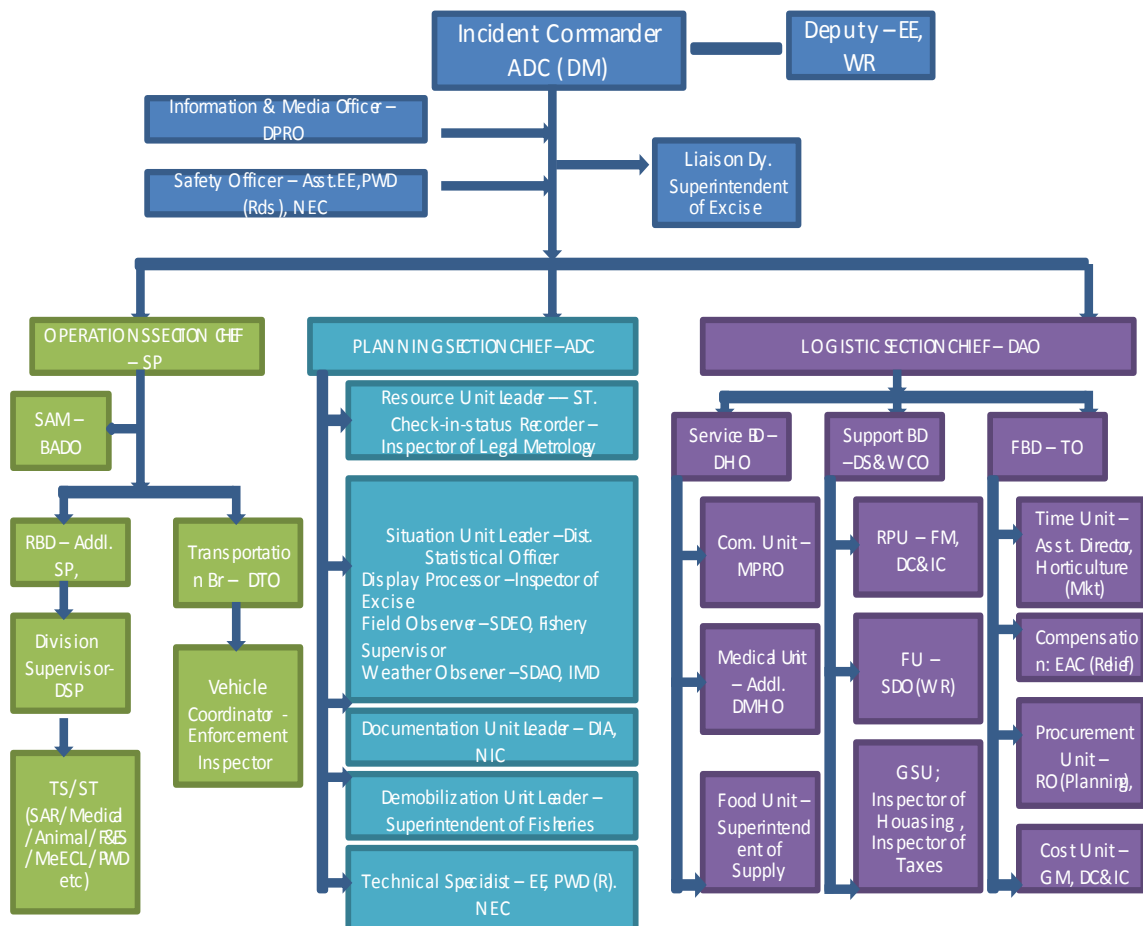 Incident Commander
ADC (DM)
Deputy – EE,
WR
Information & Media Officer –
DPRO
Safety Officer – Asst.EE,PWD
(Rds), NEC
Liaison Dy.
Superintendent
of Excise
OPERATIONS SECTION CHIEF
– SP
PLANNING SECTION CHIEF – ADC
LOGISTIC SECTION CHIEF – DAO
SAM –
BADO
RBD – Addl.
SP,
Transportatio
n Br – DTO
Division
Supervisor-
DSP
Vehicle
Coordinator -
Enforcement
Inspector
TS/ST
(SAR/Medical
/Animal/F&ES
/MeECL/PWD
etc)
Resource Unit Leader –– ST.
Check-in-status Recorder –
Inspector of Legal Metrology
Situation Unit Leader –Dist.
Statistical Officer
Display Processor –Inspector of
Excise
Field Observer –SDEO, Fishery
Supervisor
Weather Observer –SDAO, IMD
Documentation Unit Leader – DIA,
NIC
Demobilization Unit Leader –
Superintendent of Fisheries
Technical Specialist – EE, PWD (R).
NEC
Service BD –
DHO
Support BD
–DS&WCO
FBD – TO
Com. Unit –
MPRO
Medical Unit
– Addl.
DMHO
Food Unit –
Superintend
ent of
Supply
RPU – FM,
DC&IC
FU –
SDO(WR)
GSU;
Inspector of
Houasing ,
Inspector of
Taxes
Time Unit –
Asst. Director,
Horticulture
(Mkt)
Compensatio
n: EAC (Relief)
Procurement
Unit –
RO(Planning),
Cost Unit –
GM, DC&IC